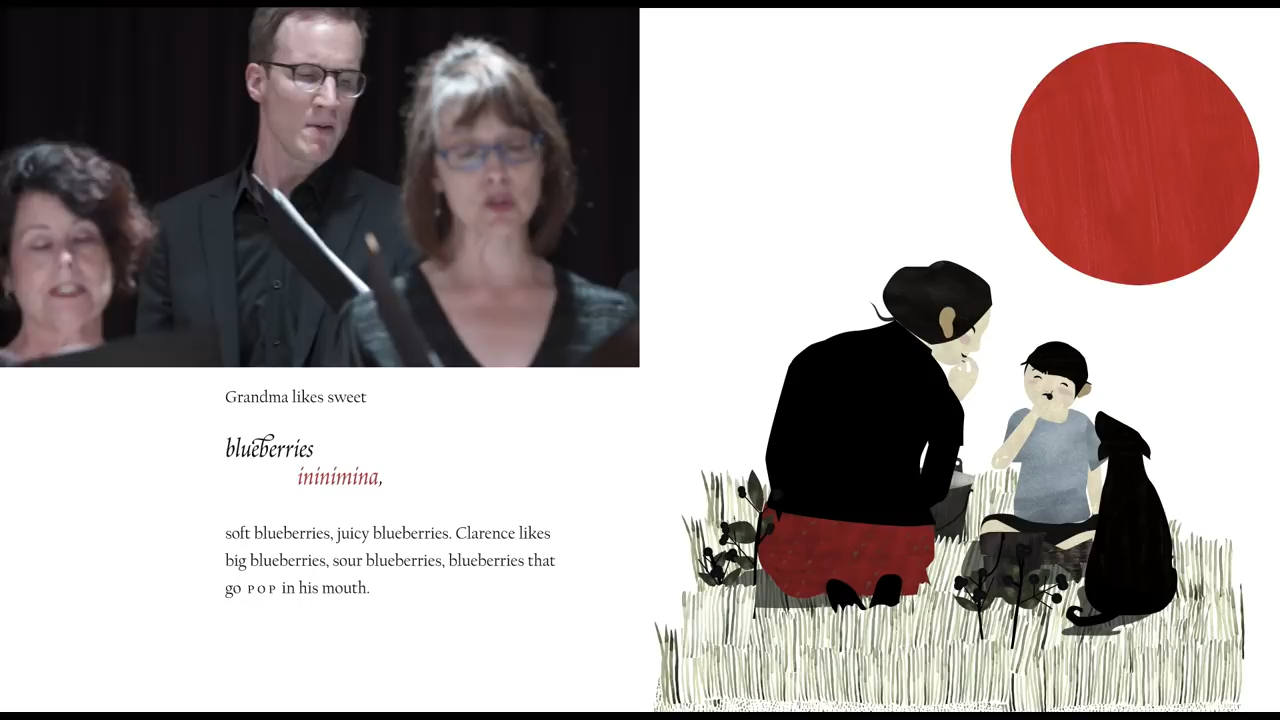 Grandma likes sweet
blueberries
ininimina,
soft blueberries, juicy blueberries. Clarence likes
big blueberries, sour blueberries, blueberries that
go POP in his mouth.